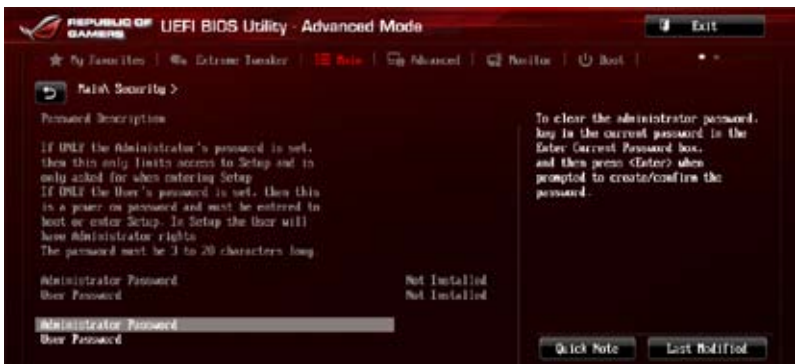 REPUBLIC OF GAMERS
UEFI BIOS Utility - Advanced Mode
Exit
My Favorites | Extreme Tweaker | Main | Advanced | Monitor | Boot |
Main\ Security >
Password Description
If ONLY the Administrator's password is set,
then this only limits access to Setup and is
only asked for when entering Setup
If ONLY the User's password is set, then this
is a power on password and must be entered to
boot or enter Setup. In Setup the User will
have Administrator rights
The password must be 3 to 20 characters long
Administrator Password Not Installed
User Password Not Installed
Administrator Password
User Password
To clear the administrator password,
key in the current password in the
Enter Current Password box,
and then press <Enter> when
prompted to create/confirm the
password.
Quick Note
Last Modified